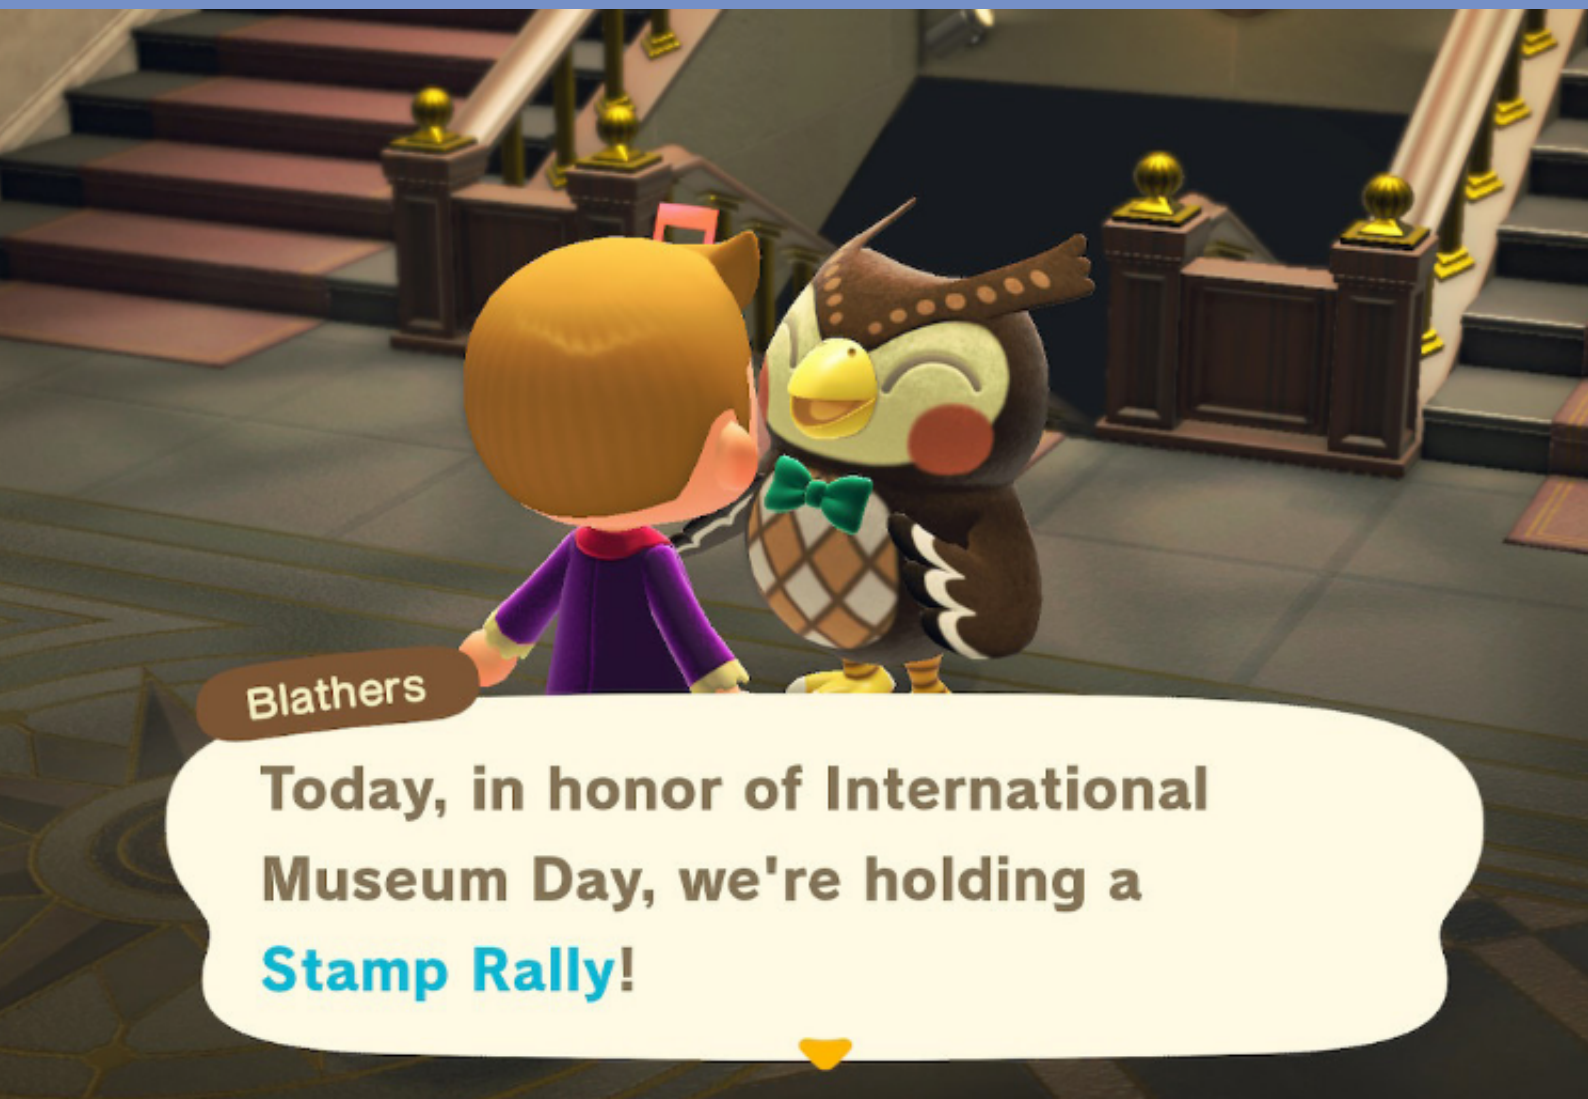 Blathers
Today, in honor of International
Museum Day, we're holding a
Stamp Rally!